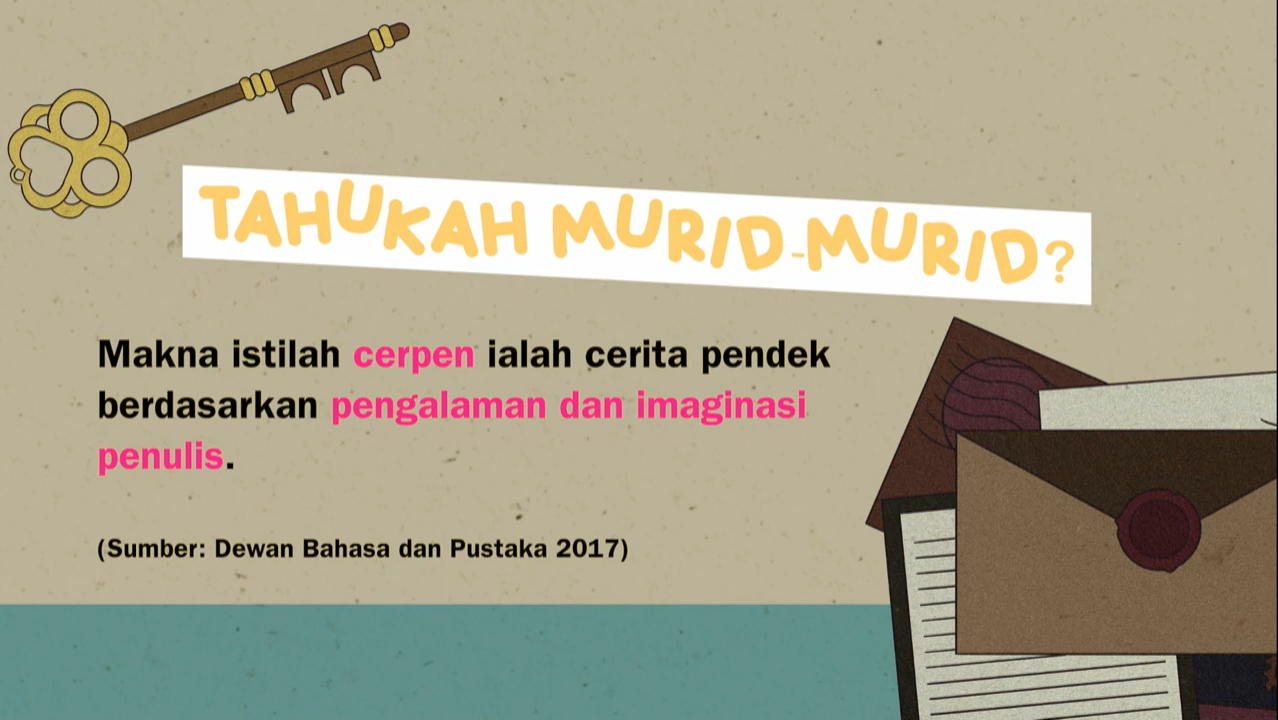 TAHUKAH MURID-MURID?
Makna istilah cerpen ialah cerita pendek
berdasarkan pengalaman dan imaginasi
penulis.
(Sumber: Dewan Bahasa dan Pustaka 2017)